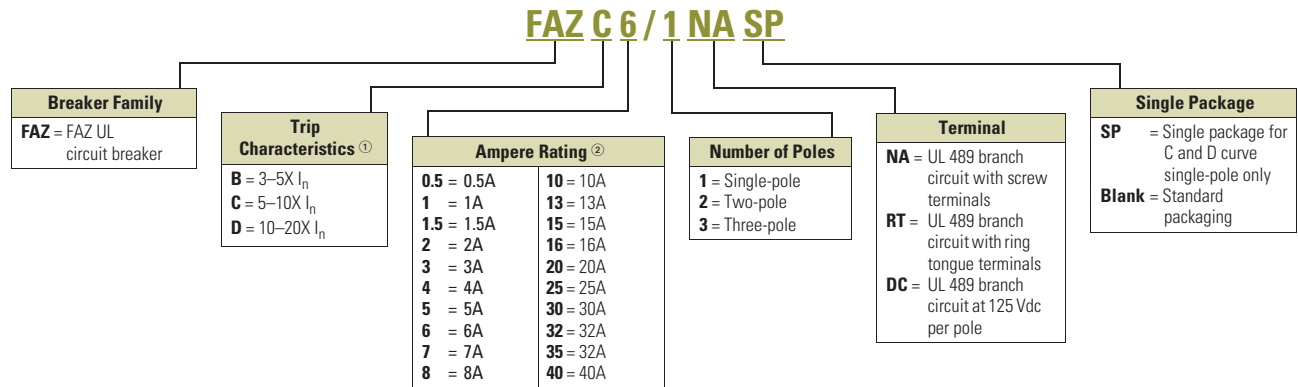 FAZ C 6 / 1 NA SP
Breaker Family
FAZ = FAZ UL
circuit breaker
Trip
Characteristics ①
B = 3–5X In
C = 5–10X In
D = 10–20X In
Ampere Rating ②
0.5 = 0.5A
1 = 1A
1.5 = 1.5A
2 = 2A
3 = 3A
4 = 4A
5 = 5A
6 = 6A
7 = 7A
8 = 8A
10 = 10A
13 = 13A
15 = 15A
16 = 16A
20 = 20A
25 = 25A
30 = 30A
32 = 32A
35 = 32A
40 = 40A
Number of Poles
1 = Single-pole
2 = Two-pole
3 = Three-pole
Terminal
NA = UL 489 branch
circuit with screw
terminals
RT = UL 489 branch
circuit with ring
tongue terminals
DC = UL 489 branch
circuit at 125 Vdc
per pole
Single Package
SP = Single package for
C and D curve
single-pole only
Blank = Standard
packaging